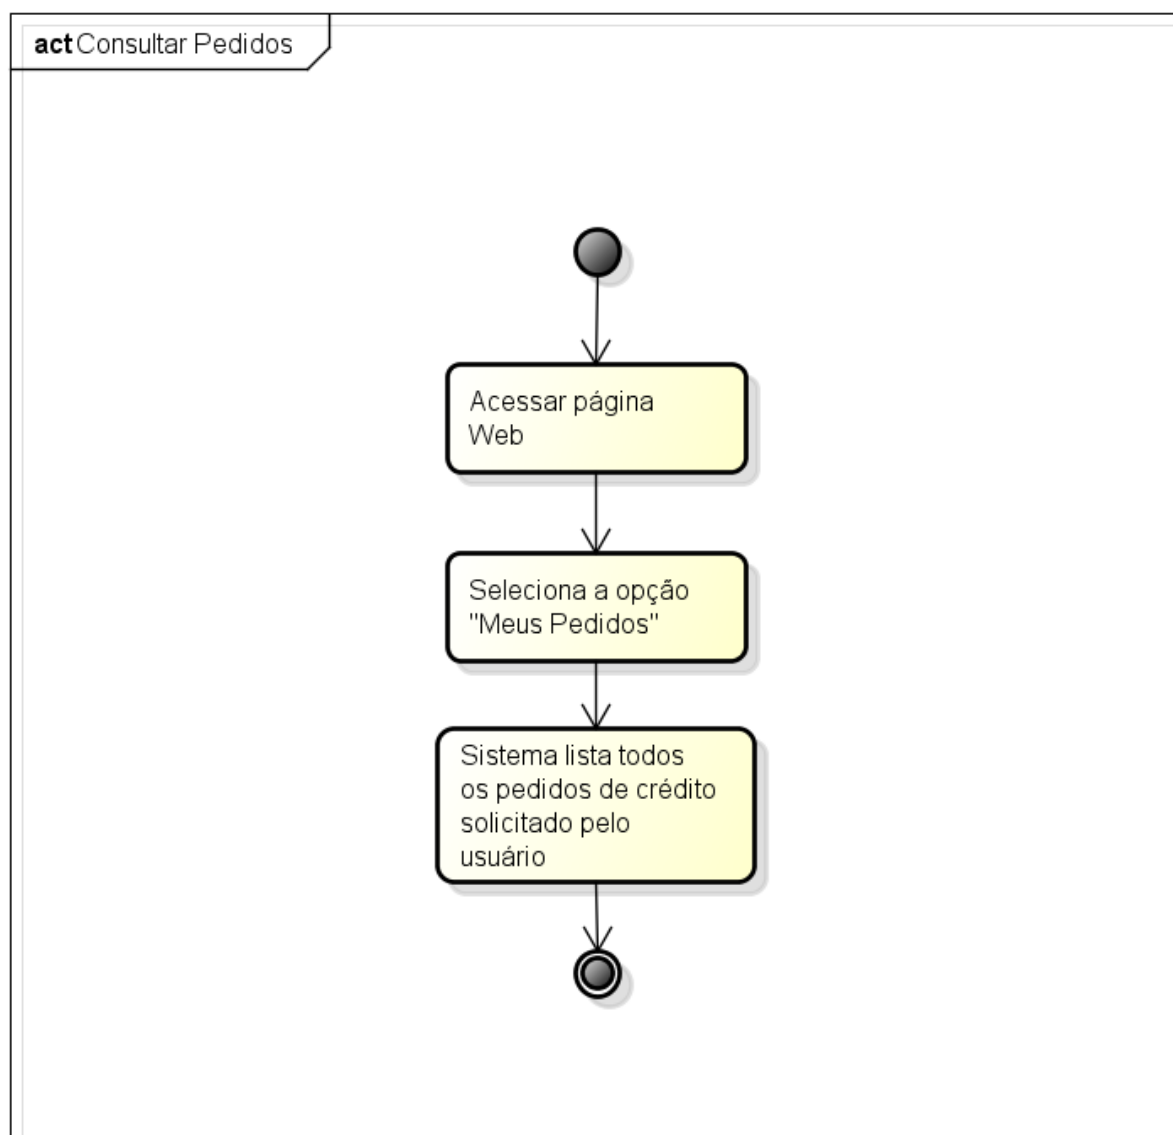 act Consultar Pedidos
Acessar página
Web
Seleciona a opção
"Meus Pedidos"
Sistema lista todos
os pedidos de crédito
solicitado pelo
usuário